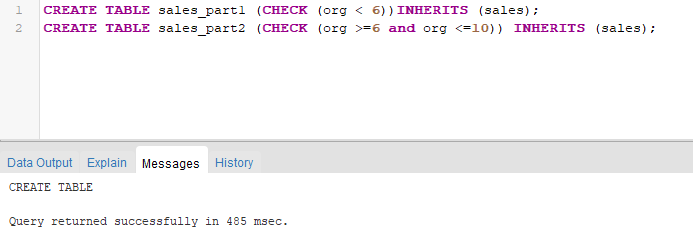 1 CREATE TABLE sales_part1 (CHECK (org < 6))INHERITS (sales);
2 CREATE TABLE sales_part2 (CHECK (org >=6 and org <=10)) INHERITS (sales);
Data Output Explain Messages History
CREATE TABLE
Query returned successfully in 485 msec.